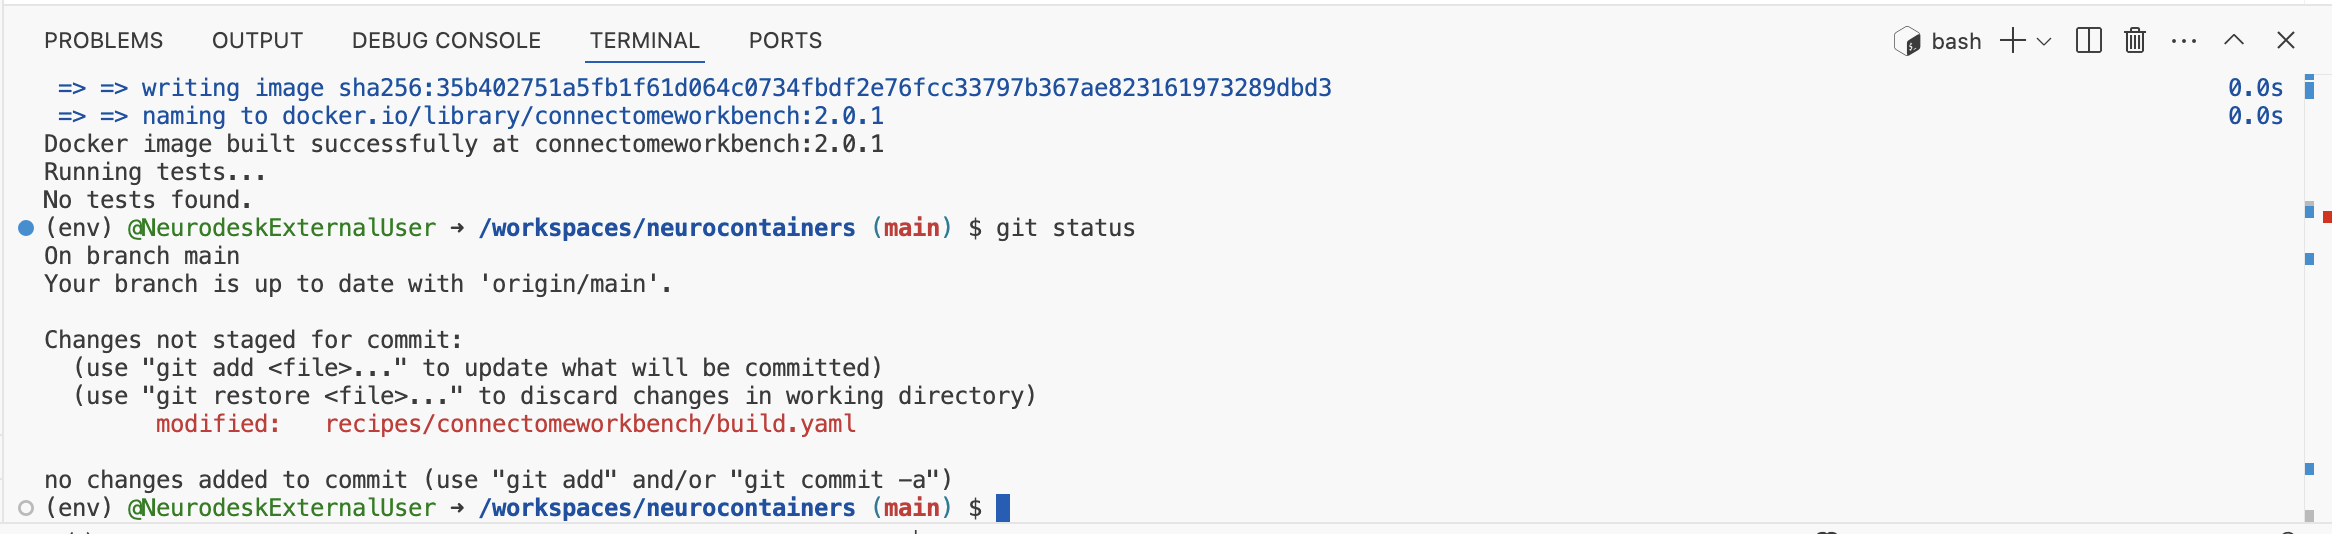 PROBLEMS OUTPUT DEBUG CONSOLE TERMINAL PORTS bash
=> => writing image sha256:35b402751a5fb1f61d064c0734fbdf2e76fcc33797b367ae823161973289dbd3 0.0s
=> => naming to docker.io/library/connectomeworkbench:2.0.1 0.0s
Docker image built successfully at connectomeworkbench:2.0.1
Running tests...
No tests found.
(env) @NeurodeskExternalUser → /workspaces/neurocontainers (main) $ git status
On branch main
Your branch is up to date with 'origin/main'.
Changes not staged for commit:
(use "git add <file>..." to update what will be committed)
(use "git restore <file>..." to discard changes in working directory)
modified: recipes/connectomeworkbench/build.yaml
no changes added to commit (use "git add" and/or "git commit -a")
(env) @NeurodeskExternalUser → /workspaces/neurocontainers (main) $